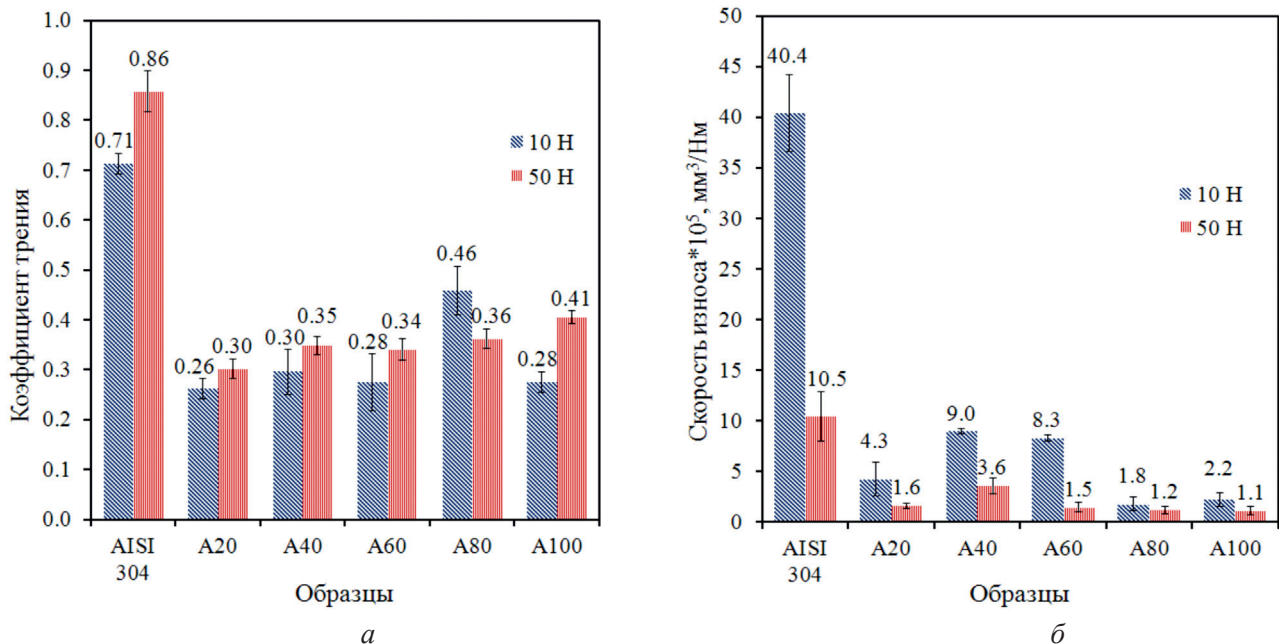 Коэффициент трения
1.0
0.9
0.8
0.7
0.6
0.5
0.4
0.3
0.2
0.1
0.0
0.71
0.86
0.26
0.30
0.30
0.35
0.28
0.34
0.46
0.36
0.28
0.41
10 Н
50 Н
AISI
304
A20
A40
A60
A80
A100
Образцы
а
Скорость износа*10⁵, мм³/Нм
50
45
40
35
30
25
20
15
10
5
0
40.4
10.5
4.3
1.6
9.0
3.6
8.3
1.5
1.8
1.2
2.2
1.1
10 Н
50 Н
AISI
304
A20
A40
A60
A80
A100
Образцы
б